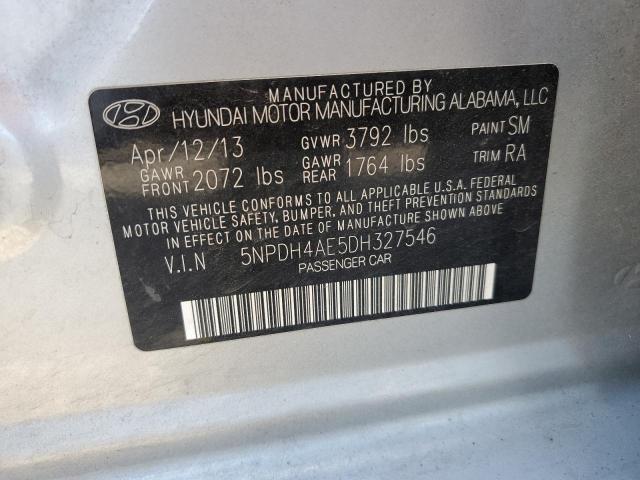 MANUFACTURED BY
HYUNDAI MOTOR MANUFACTURING ALABAMA, LLC
Apr/12/13 GVWR 3792 lbs PAINT SM
GAWR FRONT 2072 lbs GAWR REAR 1764 lbs TRIM RA
THIS VEHICLE CONFORMS TO ALL APPLICABLE U.S.A. FEDERAL
MOTOR VEHICLE SAFETY, BUMPER, AND THEFT PREVENTION STANDARDS
IN EFFECT ON THE DATE OF MANUFACTURE SHOWN ABOVE
V.I.N 5NPDH4AE5DH327546
PASSENGER CAR